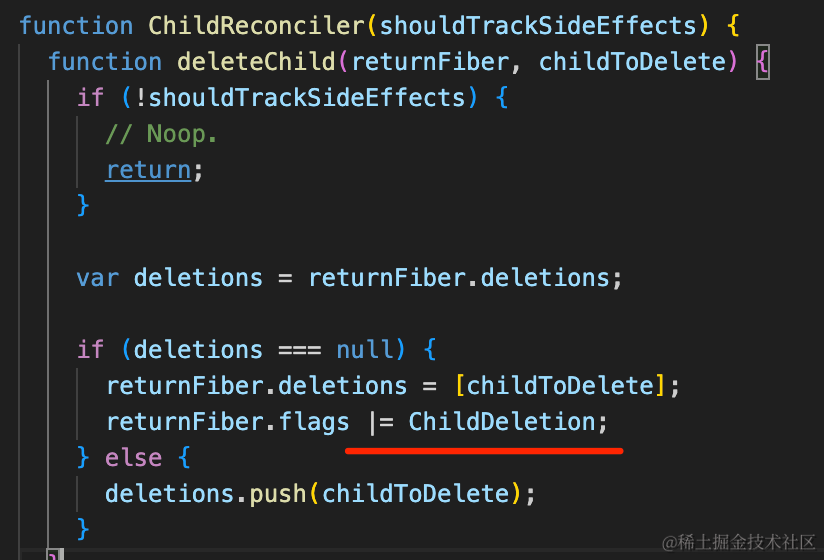 function ChildReconciler(shouldTrackSideEffects) {
  function deleteChild(returnFiber, childToDelete) {
    if (!shouldTrackSideEffects) {
      // Noop.
      return;
    }

    var deletions = returnFiber.deletions;

    if (deletions === null) {
      returnFiber.deletions = [childToDelete];
      returnFiber.flags |= ChildDeletion;
    } else {
      deletions.push(childToDelete);
    }
  }
@稀土掘金技术社区